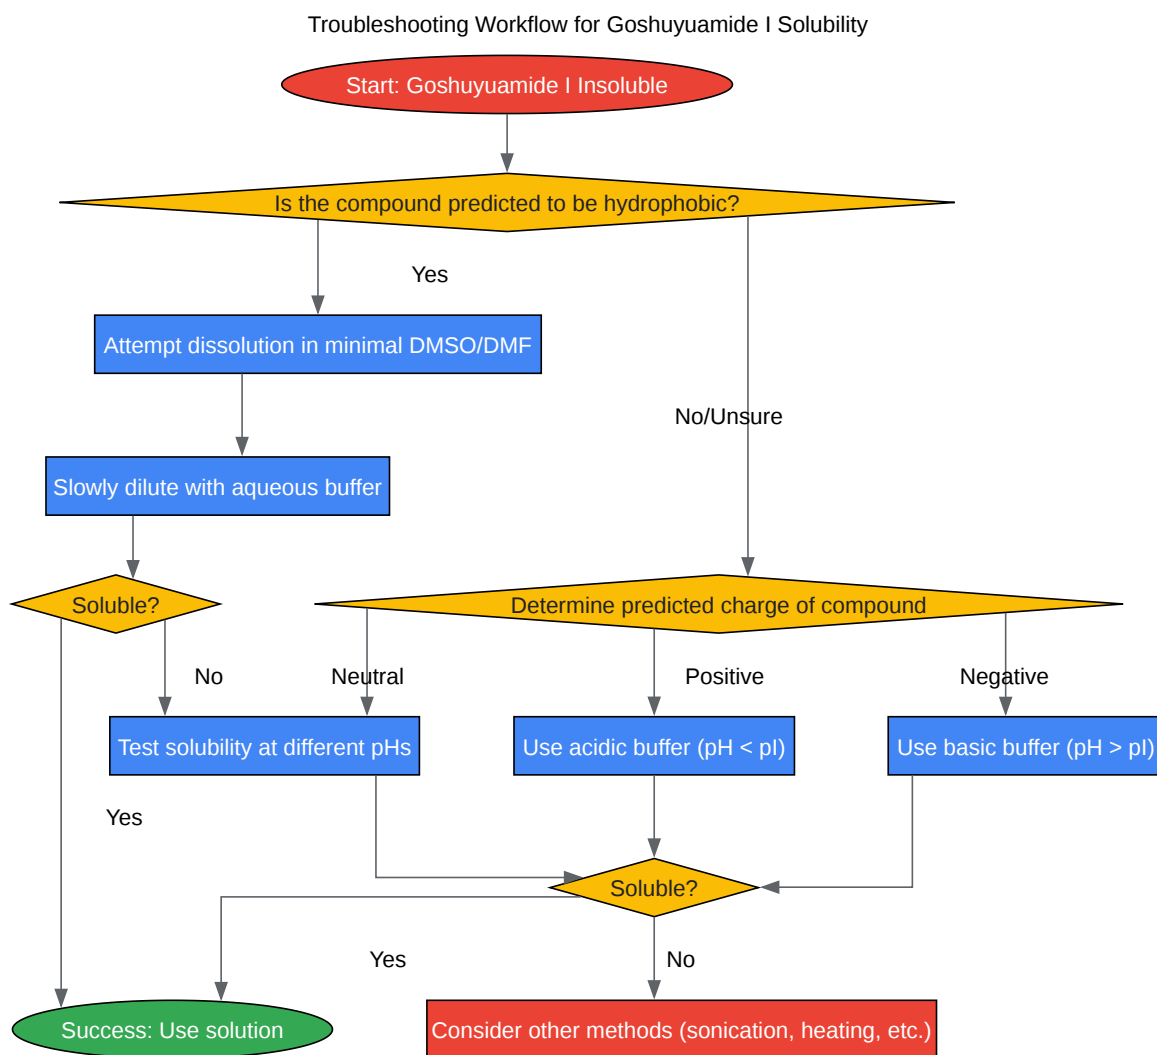 Troubleshooting Workflow for Goshuyuamide I Solubility
Start: Goshuyuamide I Insoluble
Is the compound predicted to be hydrophobic?
Yes
Attempt dissolution in minimal DMSO/DMF
No/Unsure
Slowly dilute with aqueous buffer
Soluble?
Determine predicted charge of compound
No
Neutral
Positive
Negative
Test solubility at different pHs
Use acidic buffer (pH < pI)
Use basic buffer (pH > pI)
Yes
Soluble?
Yes
No
Success: Use solution
Consider other methods (sonication, heating, etc.)